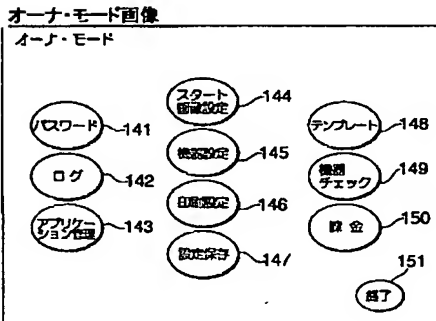 オーナ・モード画像
オーナ・モード
パスワード
141
ログ
142
アプリケー
ション管理
143
スタート
画面設定
144
機器設定
145
印刷設定
146
設定保存
147
テンプレート
148
機器
チェック
149
課金
150
151
終了